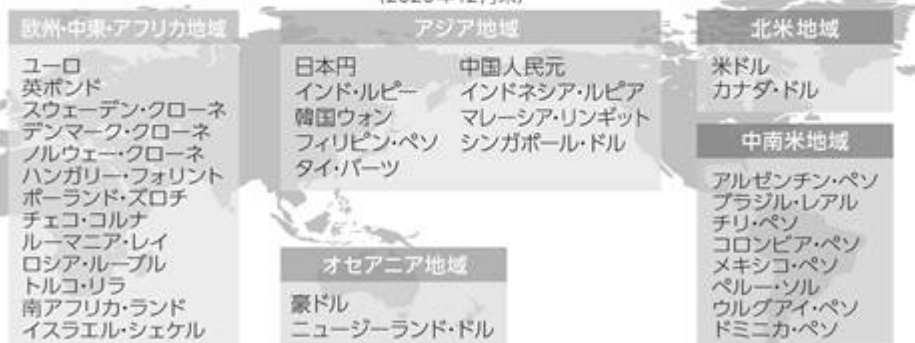 欧州・中東・アフリカ地域
ユーロ
英ポンド
スウェーデン・クローネ
デンマーク・クローネ
ノルウェー・クローネ
ハンガリー・フォリント
ポーランド・ズロチ
チェコ・コルナ
ルーマニア・レイ
ロシア・ルーブル
トルコ・リラ
南アフリカ・ランド
イスラエル・シェケル
アジア地域
日本円 中国人民元
インド・ルピー インドネシア・ルピア
韓国ウォン マレーシア・リンギット
フィリピン・ペソ シンガポール・ドル
タイ・バーツ
オセアニア地域
豪ドル
ニュージーランド・ドル
北米地域
米ドル
カナダ・ドル
中南米地域
アルゼンチン・ペソ
ブラジル・レアル
チリ・ペソ
コロンビア・ペソ
メキシコ・ペソ
ペルー・ソル
ウルグアイ・ペソ
ドミニカ・ペソ